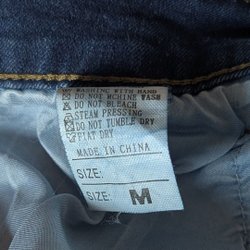 WASHING WITH HAND
DO NOT MCHINE WASH
DO NOT BLEACH
STEAM PRESSING
DO NOT TUMBLE DRY
FLAT DRY
MADE IN CHINA
SIZE:
SIZE: M